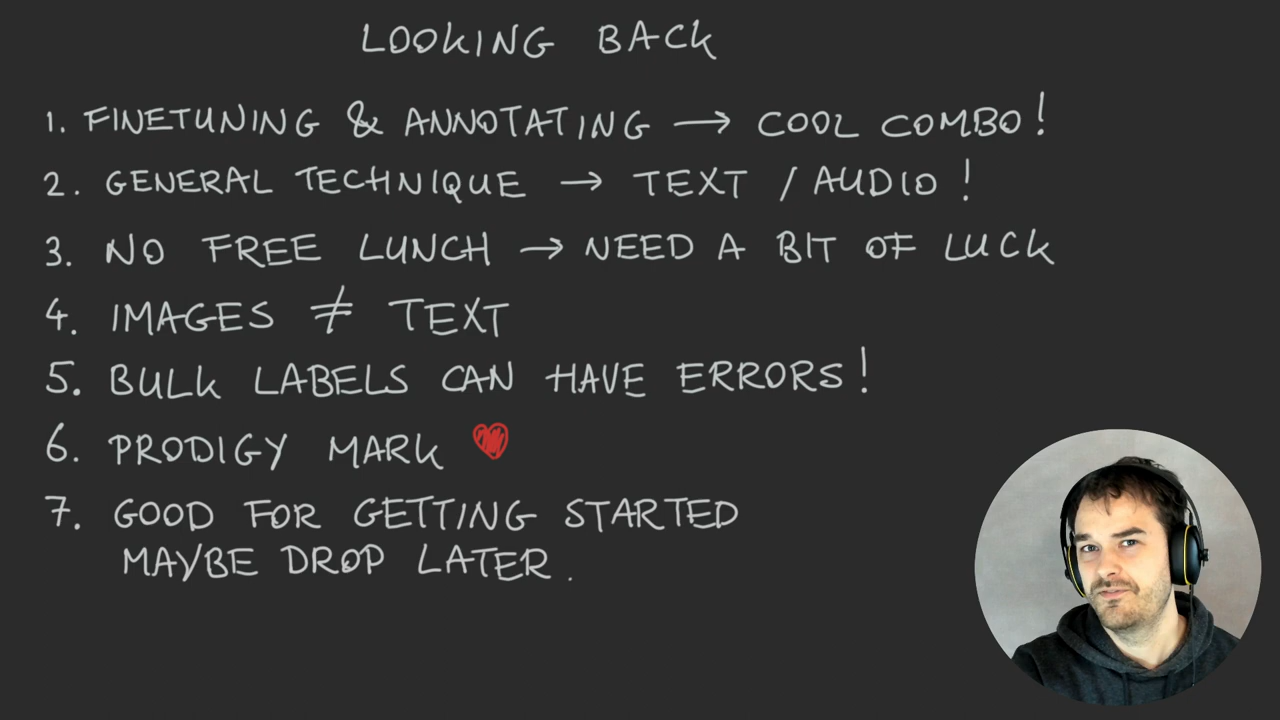 LOOKING BACK
1. FINETUNING & ANNOTATING → COOL COMBO!
2. GENERAL TECHNIQUE → TEXT / AUDIO!
3. NO FREE LUNCH → NEED A BIT OF LUCK
4. IMAGES ≠ TEXT
5. BULK LABELS CAN HAVE ERRORS!
6. PRODIGY MARK ❤
7. GOOD FOR GETTING STARTED
MAYBE DROP LATER.